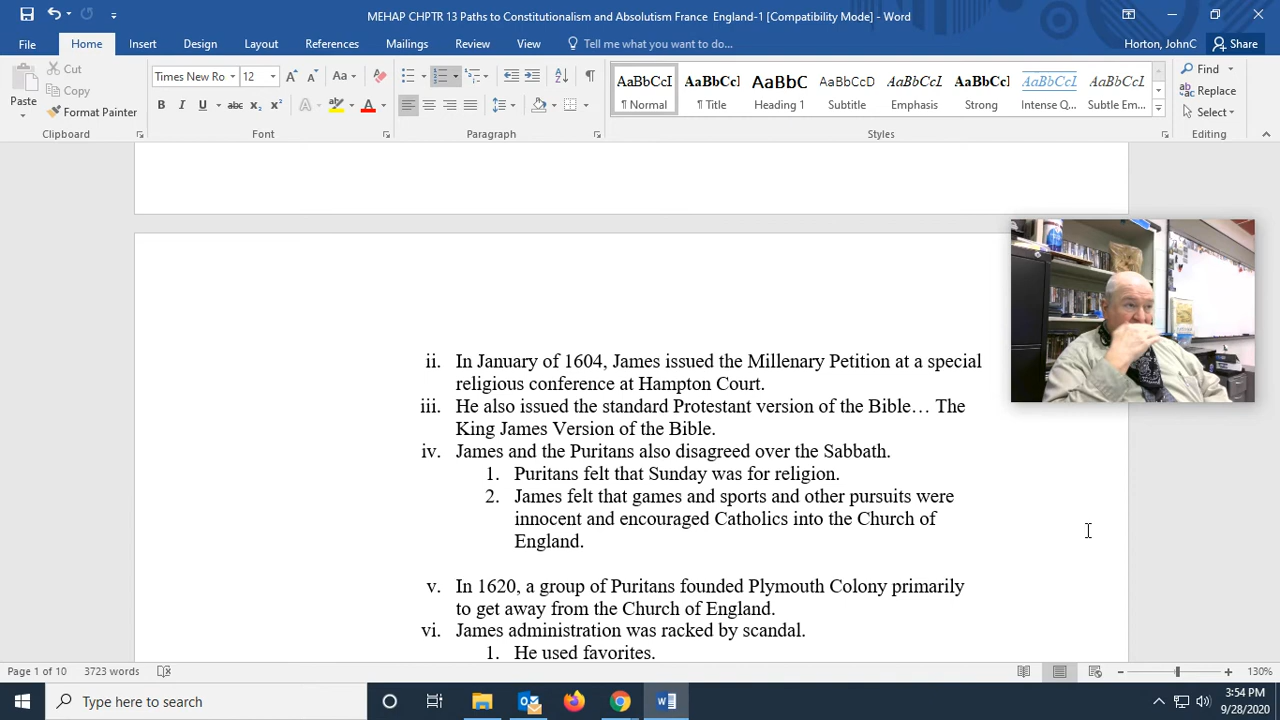 MEHAP CHPTR 13 Paths to Constitutionalism and Absolutism France England-1 [Compatibility Mode] - Word
File Home Insert Design Layout References Mailings Review View Tell me what you want to do... Horton, JohnC Share
Cut
Copy
Paste Format Painter
Times New Ro 12
AaBbCcI AaBbCcl AaBbC AaBbCcD AaBbCcL AaBbCcl AaBbCcL AaBbCcL
¶ Normal ¶ Title Heading 1 Subtitle Emphasis Strong Intense Q... Subtle Em...
Find
Replace
Select
Clipboard Font Paragraph Styles Editing
ii. In January of 1604, James issued the Millenary Petition at a special
religious conference at Hampton Court.
iii. He also issued the standard Protestant version of the Bible… The
King James Version of the Bible.
iv. James and the Puritans also disagreed over the Sabbath.
1. Puritans felt that Sunday was for religion.
2. James felt that games and sports and other pursuits were
innocent and encouraged Catholics into the Church of
England.
v. In 1620, a group of Puritans founded Plymouth Colony primarily
to get away from the Church of England.
vi. James administration was racked by scandal.
1. He used favorites.
Page 1 of 10 3723 words 130%
Type here to search
3:54 PM
9/28/2020